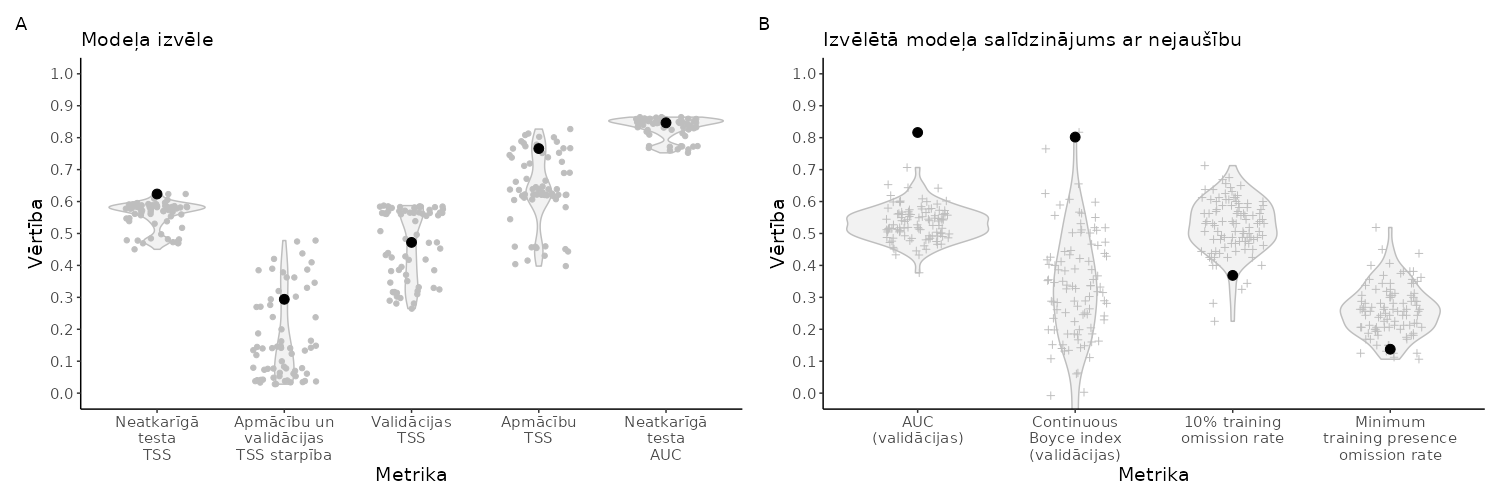 A
Modeļa izvēle
Vērtība
1.0
0.9
0.8
0.7
0.6
0.5
0.4
0.3
0.2
0.1
0.0
Neatkarīgā
testa
TSS
Apmācību un
validācijas
TSS starpība
Validācijas
TSS
Apmācību
TSS
Neatkarīgā
testa
AUC
Metrika
B
Izvēlētā modeļa salīdzinājums ar nejaušību
Vērtība
1.0
0.9
0.8
0.7
0.6
0.5
0.4
0.3
0.2
0.1
0.0
AUC
(validācijas)
Continuous
Boyce index
(validācijas)
10% training
omission rate
Minimum
training presence
omission rate
Metrika